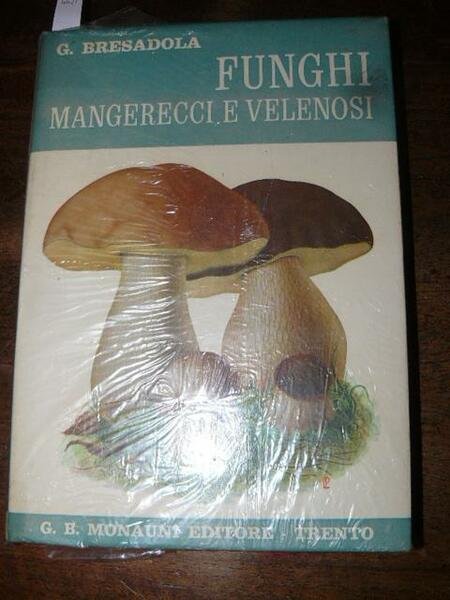 G. BRESADOLA
FUNGHI
MANGERECCI E VELENOSI
G. B. MONAUNI EDITORE - TRENTO